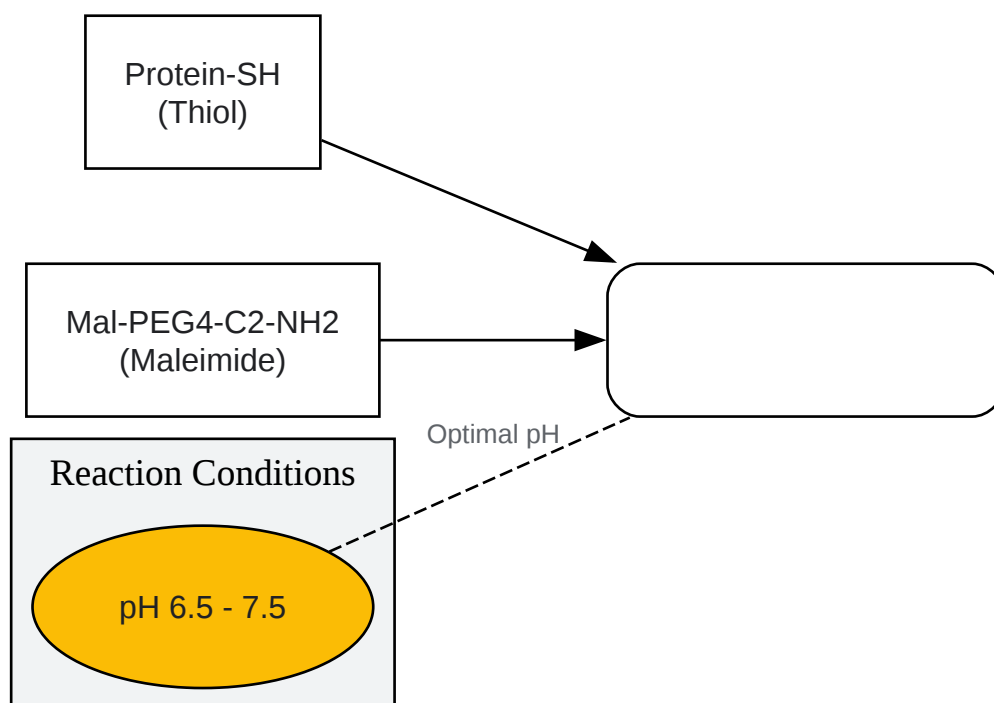 Protein-SH
(Thiol)
Mal-PEG4-C2-NH2
(Maleimide)
Optimal pH
Reaction Conditions
pH 6.5 - 7.5